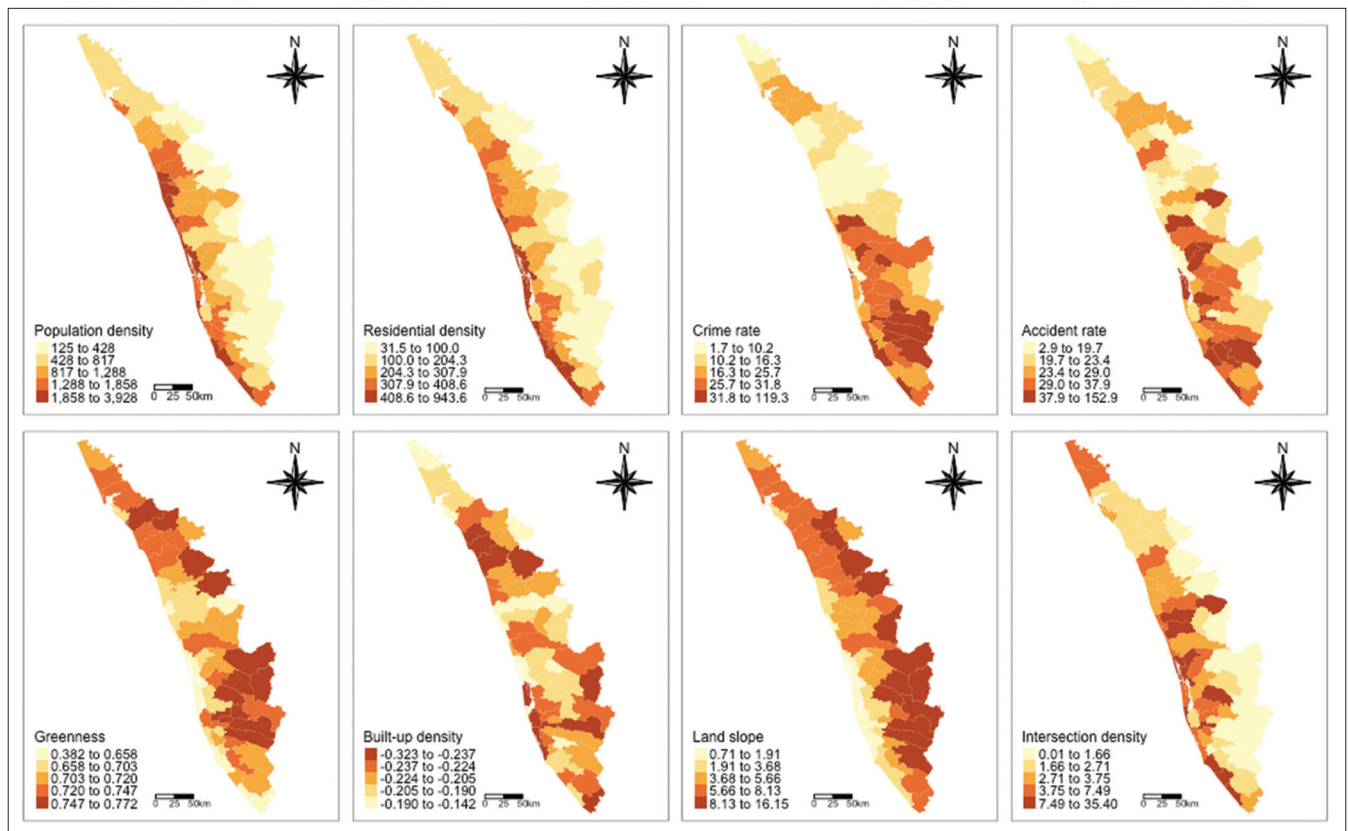 N
Population density
125 to 428
428 to 817
817 to 1,288
1,288 to 1,858
1,858 to 3,928
0 25 50km
N
Residential density
31.5 to 100.0
100.0 to 204.3
204.3 to 307.9
307.9 to 408.6
408.6 to 943.6
0 25 50km
N
Crime rate
1.7 to 10.2
10.2 to 16.3
16.3 to 25.7
25.7 to 31.8
31.8 to 119.3
0 25 50km
N
Accident rate
2.9 to 19.7
19.7 to 23.4
23.4 to 29.0
29.0 to 37.9
37.9 to 152.9
0 25 50km
N
Greenness
0.382 to 0.658
0.658 to 0.703
0.703 to 0.720
0.720 to 0.747
0.747 to 0.772
0 25 50km
N
Built-up density
-0.323 to -0.237
-0.237 to -0.224
-0.224 to -0.205
-0.205 to -0.190
-0.190 to -0.142
0 25 50km
N
Land slope
0.71 to 1.91
1.91 to 3.68
3.68 to 5.66
5.66 to 8.13
8.13 to 16.15
0 25 50km
N
Intersection density
0.01 to 1.66
1.66 to 2.71
2.71 to 3.75
3.75 to 7.49
7.49 to 35.40
0 25 50km